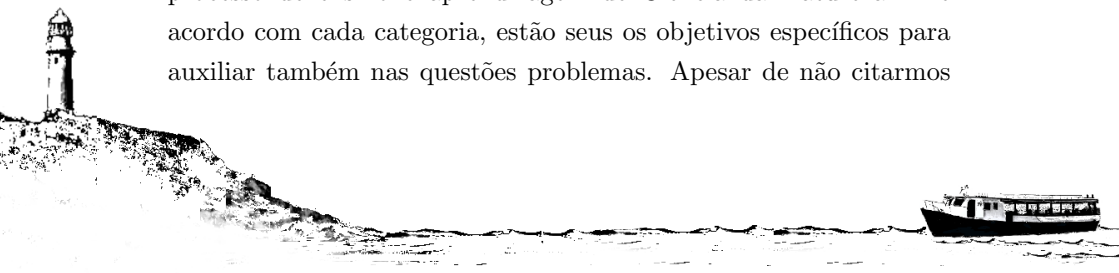 acordo com cada categoria, estão seus os objetivos específicos para
auxiliar também nas questões problemas. Apesar de não citarmos